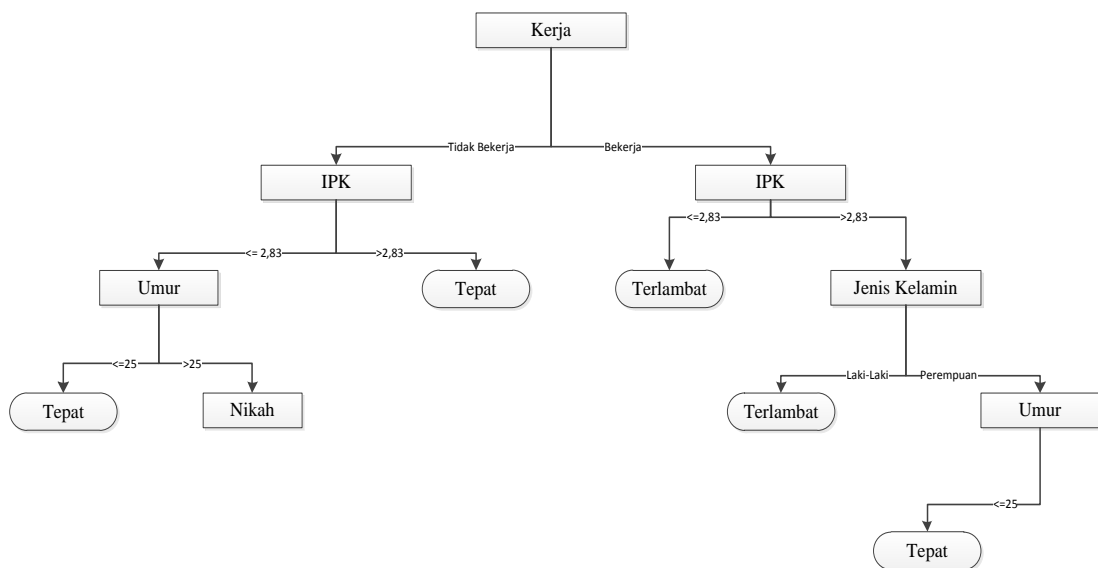 Kerja
Tidak Bekerja
Bekerja
IPK
IPK
<=2,83
>2,83
<= 2,83
>2,83
Umur
Tepat
Terlambat
Jenis Kelamin
<=25
>25
Laki-Laki
Perempuan
Tepat
Nikah
Terlambat
Umur
<=25
Tepat